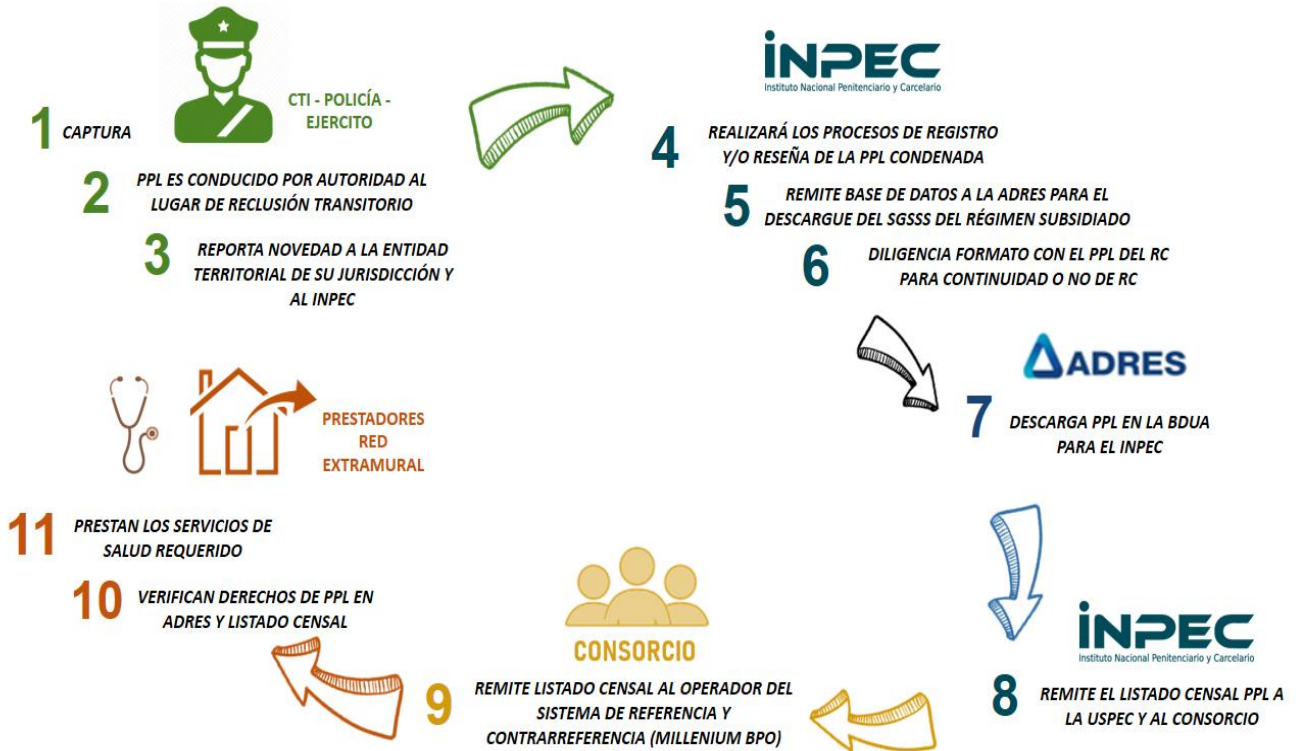 1 CAPTURA
CTI - POLICÍA -
EJERCITO
2 PPL ES CONDUCIDO POR AUTORIDAD AL
LUGAR DE RECLUSIÓN TRANSITORIO
3 REPORTA NOVEDAD A LA ENTIDAD
TERRITORIAL DE SU JURISDICCIÓN Y
AL INPEC
INPEC
Instituto Nacional Penitenciario y Carcelario
4 REALIZARÁ LOS PROCESOS DE REGISTRO
Y/O RESEÑA DE LA PPL CONDENADA
5 REMITE BASE DE DATOS A LA ADRES PARA EL
DESCARGUE DEL SGSSS DEL RÉGIMEN SUBSIDIADO
6 DILIGENCIA FORMATO CON EL PPL DEL RC
PARA CONTINUIDAD O NO DE RC
ADRES
7 DESCARGA PPL EN LA BDUA
PARA EL INPEC
INPEC
Instituto Nacional Penitenciario y Carcelario
8 REMITE EL LISTADO CENSAL PPL A
LA USPEC Y AL CONSORCIO
CONSORCIO
9 REMITE LISTADO CENSAL AL OPERADOR DEL
SISTEMA DE REFERENCIA Y
CONTRARREFERENCIA (MILLENIUM BPO)
PRESTADORES
RED
EXTRAMURAL
10 VERIFICAN DERECHOS DE PPL EN
ADRES Y LISTADO CENSAL
11 PRESTAN LOS SERVICIOS DE
SALUD REQUERIDO